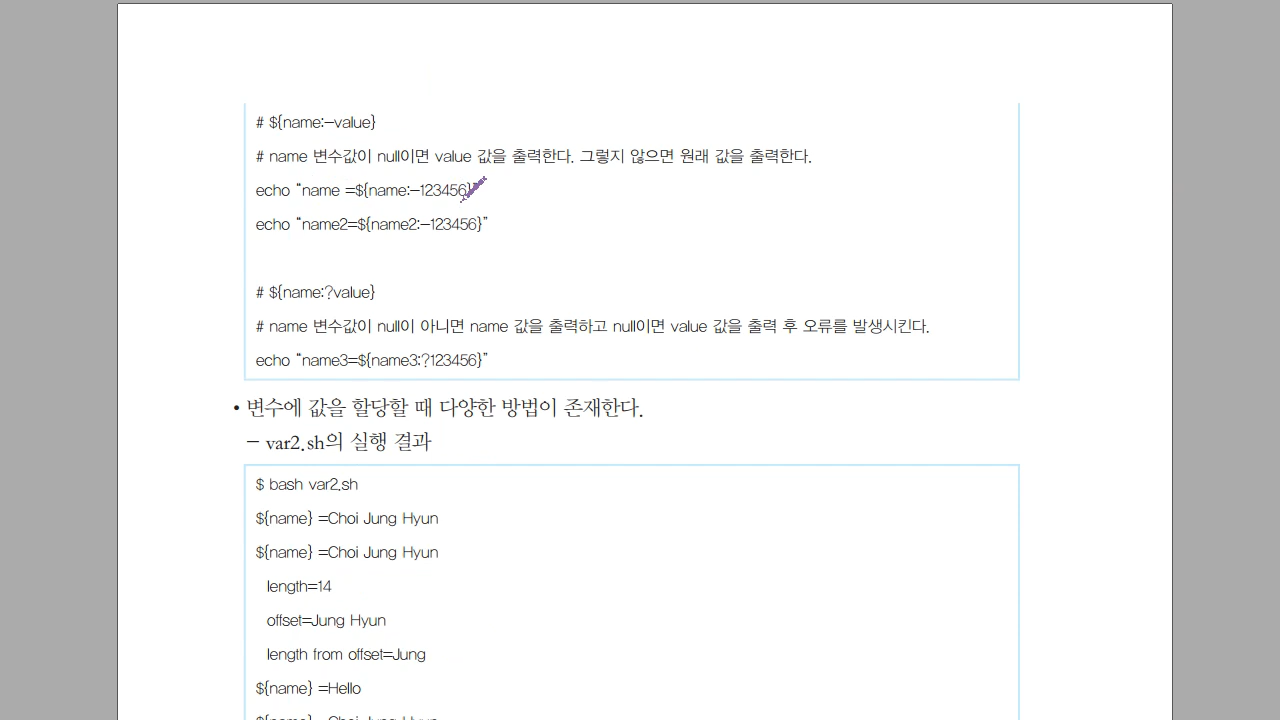 # ${name:-value}
# name 변수값이 null이면 value 값을 출력한다. 그렇지 않으면 원래 값을 출력한다.
echo “name =${name:-123456}”
echo “name2=${name2:-123456}”
# ${name:?value}
# name 변수값이 null이 아니면 name 값을 출력하고 null이면 value 값을 출력 후 오류를 발생시킨다.
echo “name3=${name3:?123456}”
• 변수에 값을 할당할 때 다양한 방법이 존재한다.
– var2.sh의 실행 결과
$ bash var2.sh
${name} =Choi Jung Hyun
${name} =Choi Jung Hyun
length=14
offset=Jung Hyun
length from offset=Jung
${name} =Hello
${name} =Choi Jung Hyun